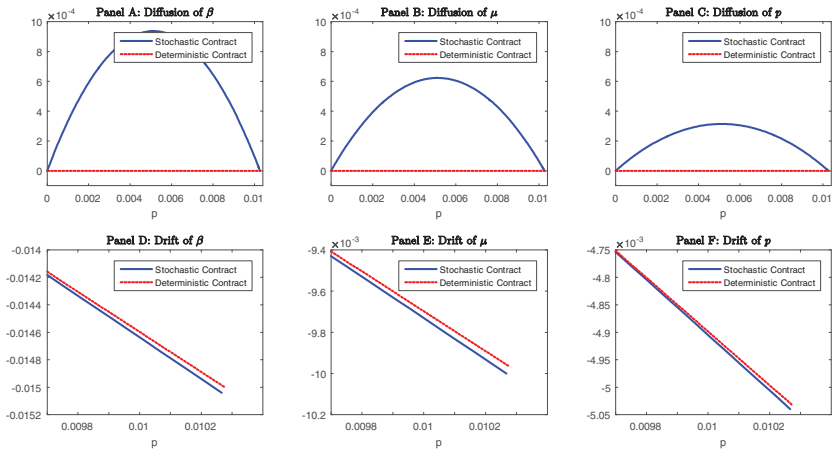 Panel A: Diffusion of β
×10⁻⁴
10
8
6
4
2
0
0
0.002
0.004
0.006
0.008
0.01
p
Stochastic Contract
Deterministic Contract
Panel B: Diffusion of μ
×10⁻⁴
10
8
6
4
2
0
0
0.002
0.004
0.006
0.008
0.01
p
Stochastic Contract
Deterministic Contract
Panel C: Diffusion of p
×10⁻⁴
10
8
6
4
2
0
0
0.002
0.004
0.006
0.008
0.01
p
Stochastic Contract
Deterministic Contract
Panel D: Drift of β
-0.014
-0.0142
-0.0144
-0.0146
-0.0148
-0.015
-0.0152
0.0098
0.01
0.0102
p
Stochastic Contract
Deterministic Contract
Panel E: Drift of μ
×10⁻³
-9.4
-9.6
-9.8
-10
-10.2
0.0098
0.01
0.0102
p
Stochastic Contract
Deterministic Contract
Panel F: Drift of p
×10⁻³
-4.75
-4.8
-4.85
-4.9
-4.95
-5
-5.05
0.0098
0.01
0.0102
p
Stochastic Contract
Deterministic Contract